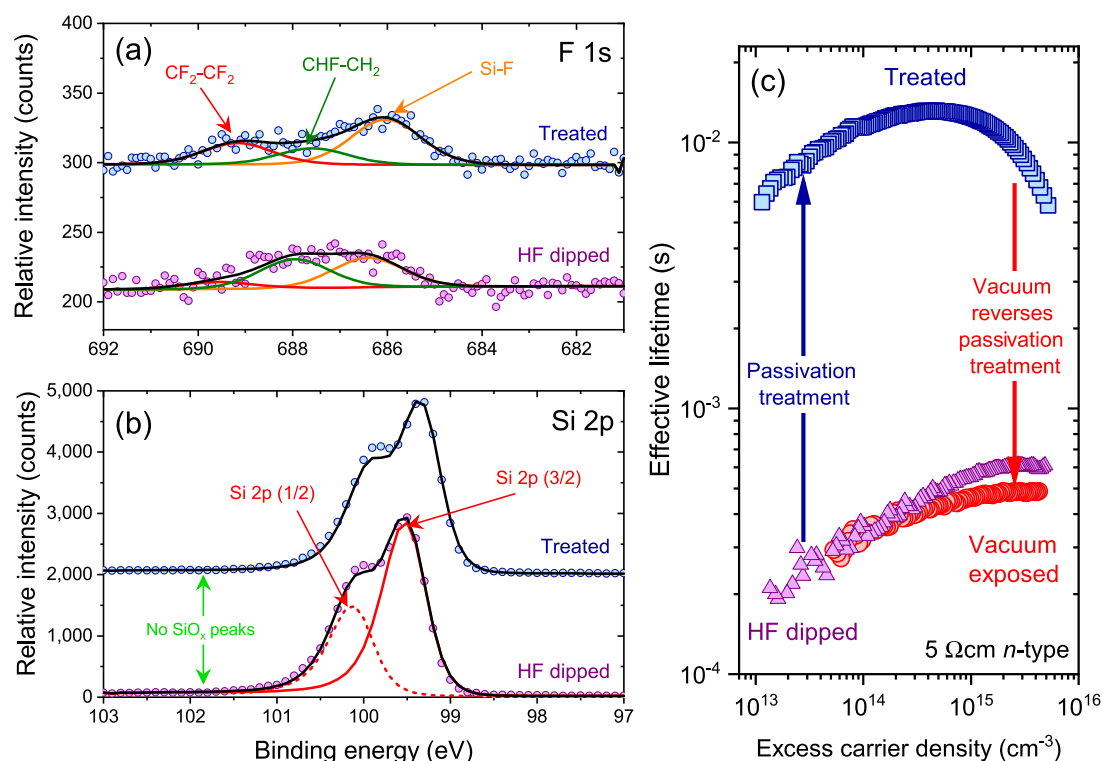 (a)
F 1s
CF₂-CF₂
CHF-CH₂
Si-F
Treated
HF dipped
Relative intensity (counts)
400
350
300
250
200
692
690
688
686
684
682
(b)
Si 2p
Si 2p (1/2)
Si 2p (3/2)
Treated
No SiOₓ peaks
HF dipped
Relative intensity (counts)
5,000
4,000
3,000
2,000
1,000
0
103
102
101
100
99
98
97
Binding energy (eV)
(c)
Treated
Passivation
treatment
Vacuum
reverses
passivation
treatment
Vacuum
exposed
HF dipped
5 Ωcm n-type
Effective lifetime (s)
10⁻²
10⁻³
10⁻⁴
10¹³
10¹⁴
10¹⁵
10¹⁶
Excess carrier density (cm⁻³)